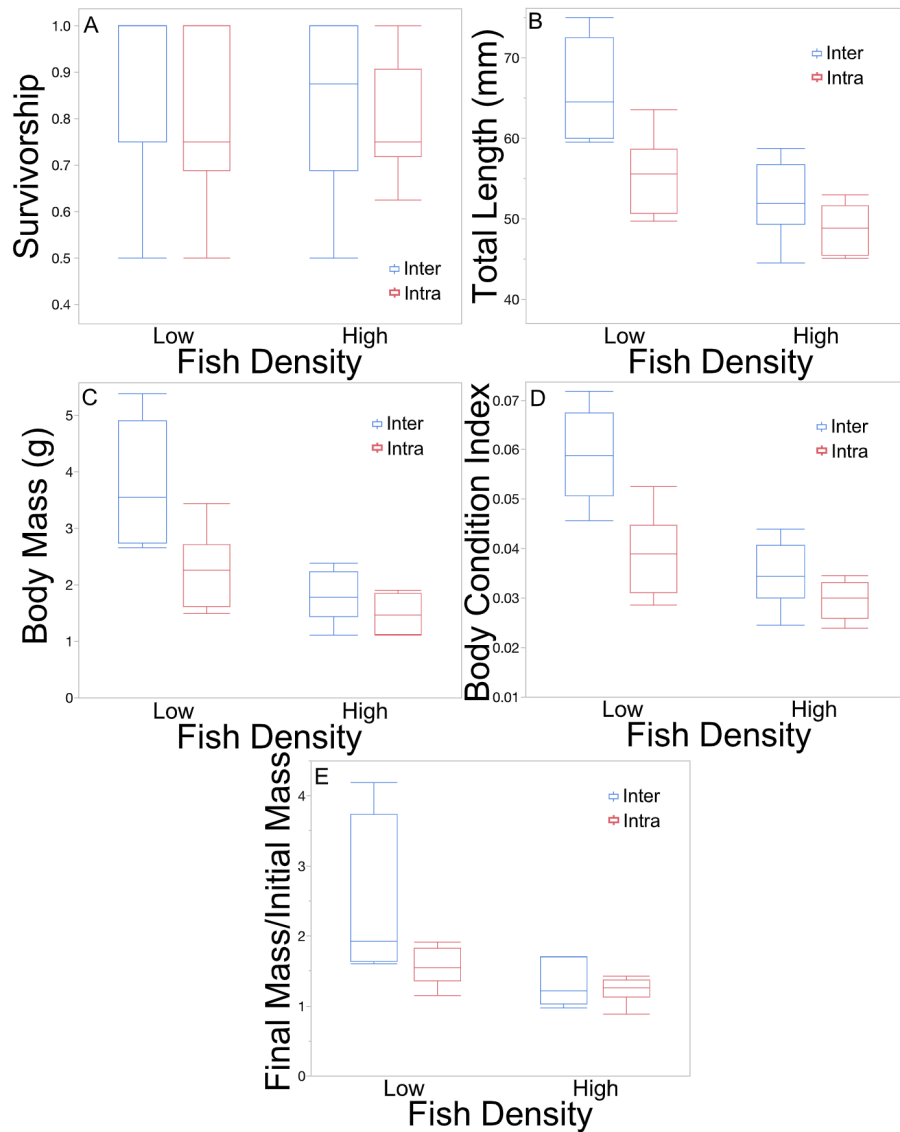 A
Survivorship
1.0
0.9
0.8
0.7
0.6
0.5
0.4
Inter
Intra
Low
High
Fish Density
B
Total Length (mm)
70
60
50
40
Inter
Intra
Low
High
Fish Density
C
Body Mass (g)
5
4
3
2
1
0
Inter
Intra
Low
High
Fish Density
D
Body Condition Index
0.07
0.06
0.05
0.04
0.03
0.02
0.01
Inter
Intra
Low
High
Fish Density
E
Final Mass/Initial Mass
4
3
2
1
0
Inter
Intra
Low
High
Fish Density